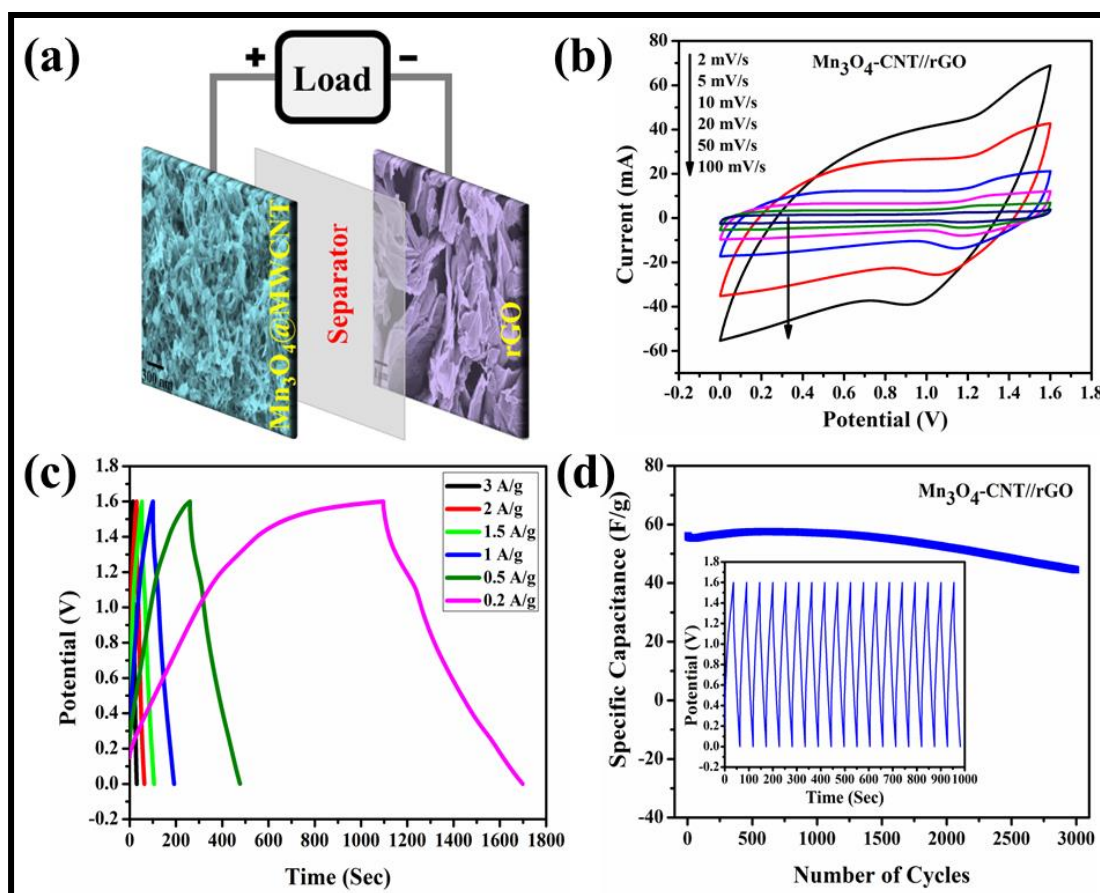 (a)
+
Load
−
Mn₃O₄@MWCNT
Separator
rGO
300 nm
(b)
Mn₃O₄-CNT//rGO
2 mV/s
5 mV/s
10 mV/s
20 mV/s
50 mV/s
100 mV/s
80
60
40
20
0
-20
-40
-60
Current (mA)
-0.2 0.0 0.2 0.4 0.6 0.8 1.0 1.2 1.4 1.6 1.8
Potential (V)
(c)
1.8
1.6
1.4
1.2
1.0
0.8
0.6
0.4
0.2
0.0
-0.2
Potential (V)
3 A/g
2 A/g
1.5 A/g
1 A/g
0.5 A/g
0.2 A/g
0 200 400 600 800 1000 1200 1400 1600 1800
Time (Sec)
(d)
Mn₃O₄-CNT//rGO
80
60
40
20
0
-20
-40
Specific Capacitance (F/g)
1.8
1.6
1.4
1.2
1.0
0.8
0.6
0.4
0.2
0.0
-0.2
Potential (V)
0 100 200 300 400 500 600 700 800 900 1000
Time (Sec)
0 500 1000 1500 2000 2500 3000
Number of Cycles